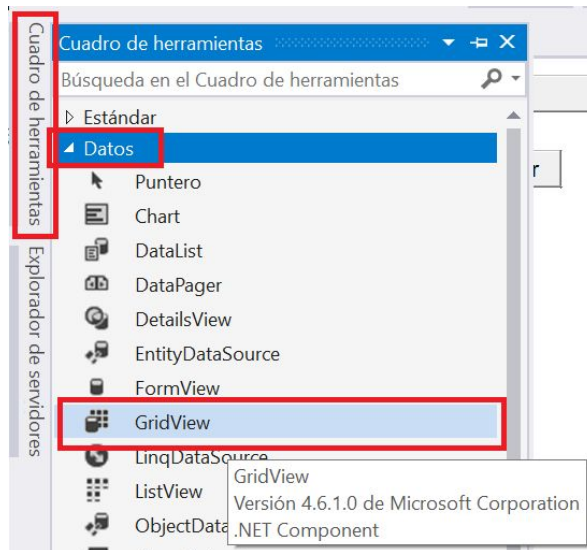 Cuadro de herramientas
Explorador de servidores
Cuadro de herramientas
Búsqueda en el Cuadro de herramientas
Estándar
Datos
Puntero
Chart
DataList
DataPager
DetailsView
EntityDataSource
FormView
GridView
LinqDataSource
ListView
ObjectData
GridView
Versión 4.6.1.0 de Microsoft Corporation
.NET Component
r